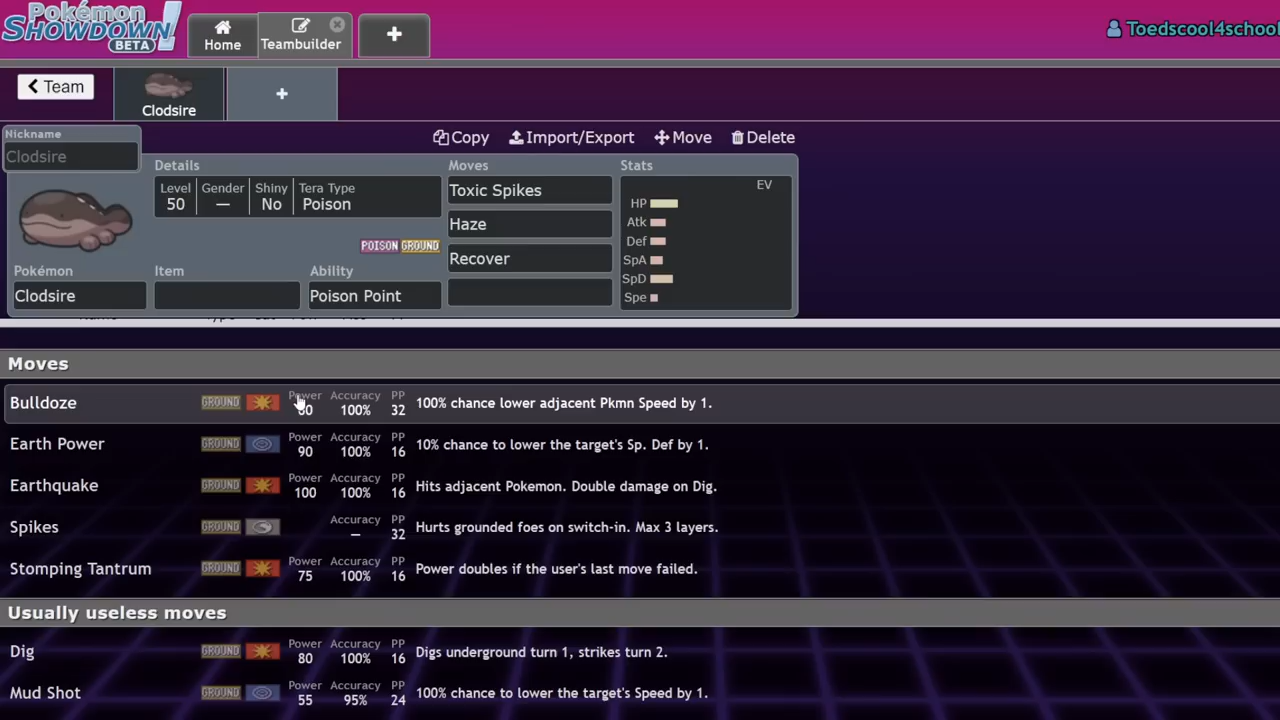 Pokémon
SHOWDOWN!
BETA
Home
Teambuilder
+
Toedscool4school
Team
Clodsire
+
Nickname
Clodsire
Copy
Import/Export
Move
Delete
Details
Level
50
Gender
—
Shiny
No
Tera Type
Poison
POISON GROUND
Pokémon
Clodsire
Item
Ability
Poison Point
Moves
Toxic Spikes
Haze
Recover
Stats
EV
HP
Atk
Def
SpA
SpD
Spe
Moves
Bulldoze GROUND Power Accuracy 100% PP 32 100% chance lower adjacent Pkmn Speed by 1.
Earth Power GROUND Power 90 Accuracy 100% PP 16 10% chance to lower the target's Sp. Def by 1.
Earthquake GROUND Power 100 Accuracy 100% PP 16 Hits adjacent Pokemon. Double damage on Dig.
Spikes GROUND Accuracy — PP 32 Hurts grounded foes on switch-in. Max 3 layers.
Stomping Tantrum GROUND Power 75 Accuracy 100% PP 16 Power doubles if the user's last move failed.
Usually useless moves
Dig GROUND Power 80 Accuracy 100% PP 16 Digs underground turn 1, strikes turn 2.
Mud Shot GROUND Power 55 Accuracy 95% PP 24 100% chance to lower the target's Speed by 1.